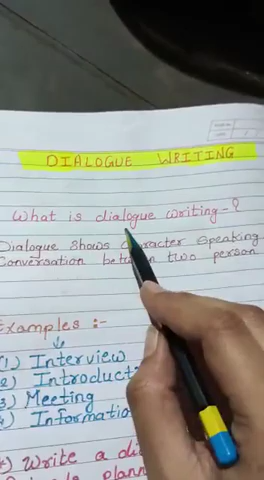 DIALOGUE WRITING
What is dialogue writing-?
Dialogue Shows character Speaking
Conversation between two person
Examples :-
(1) Interview
2) Introduct
3) Meeting
4) Informatio
Write a di